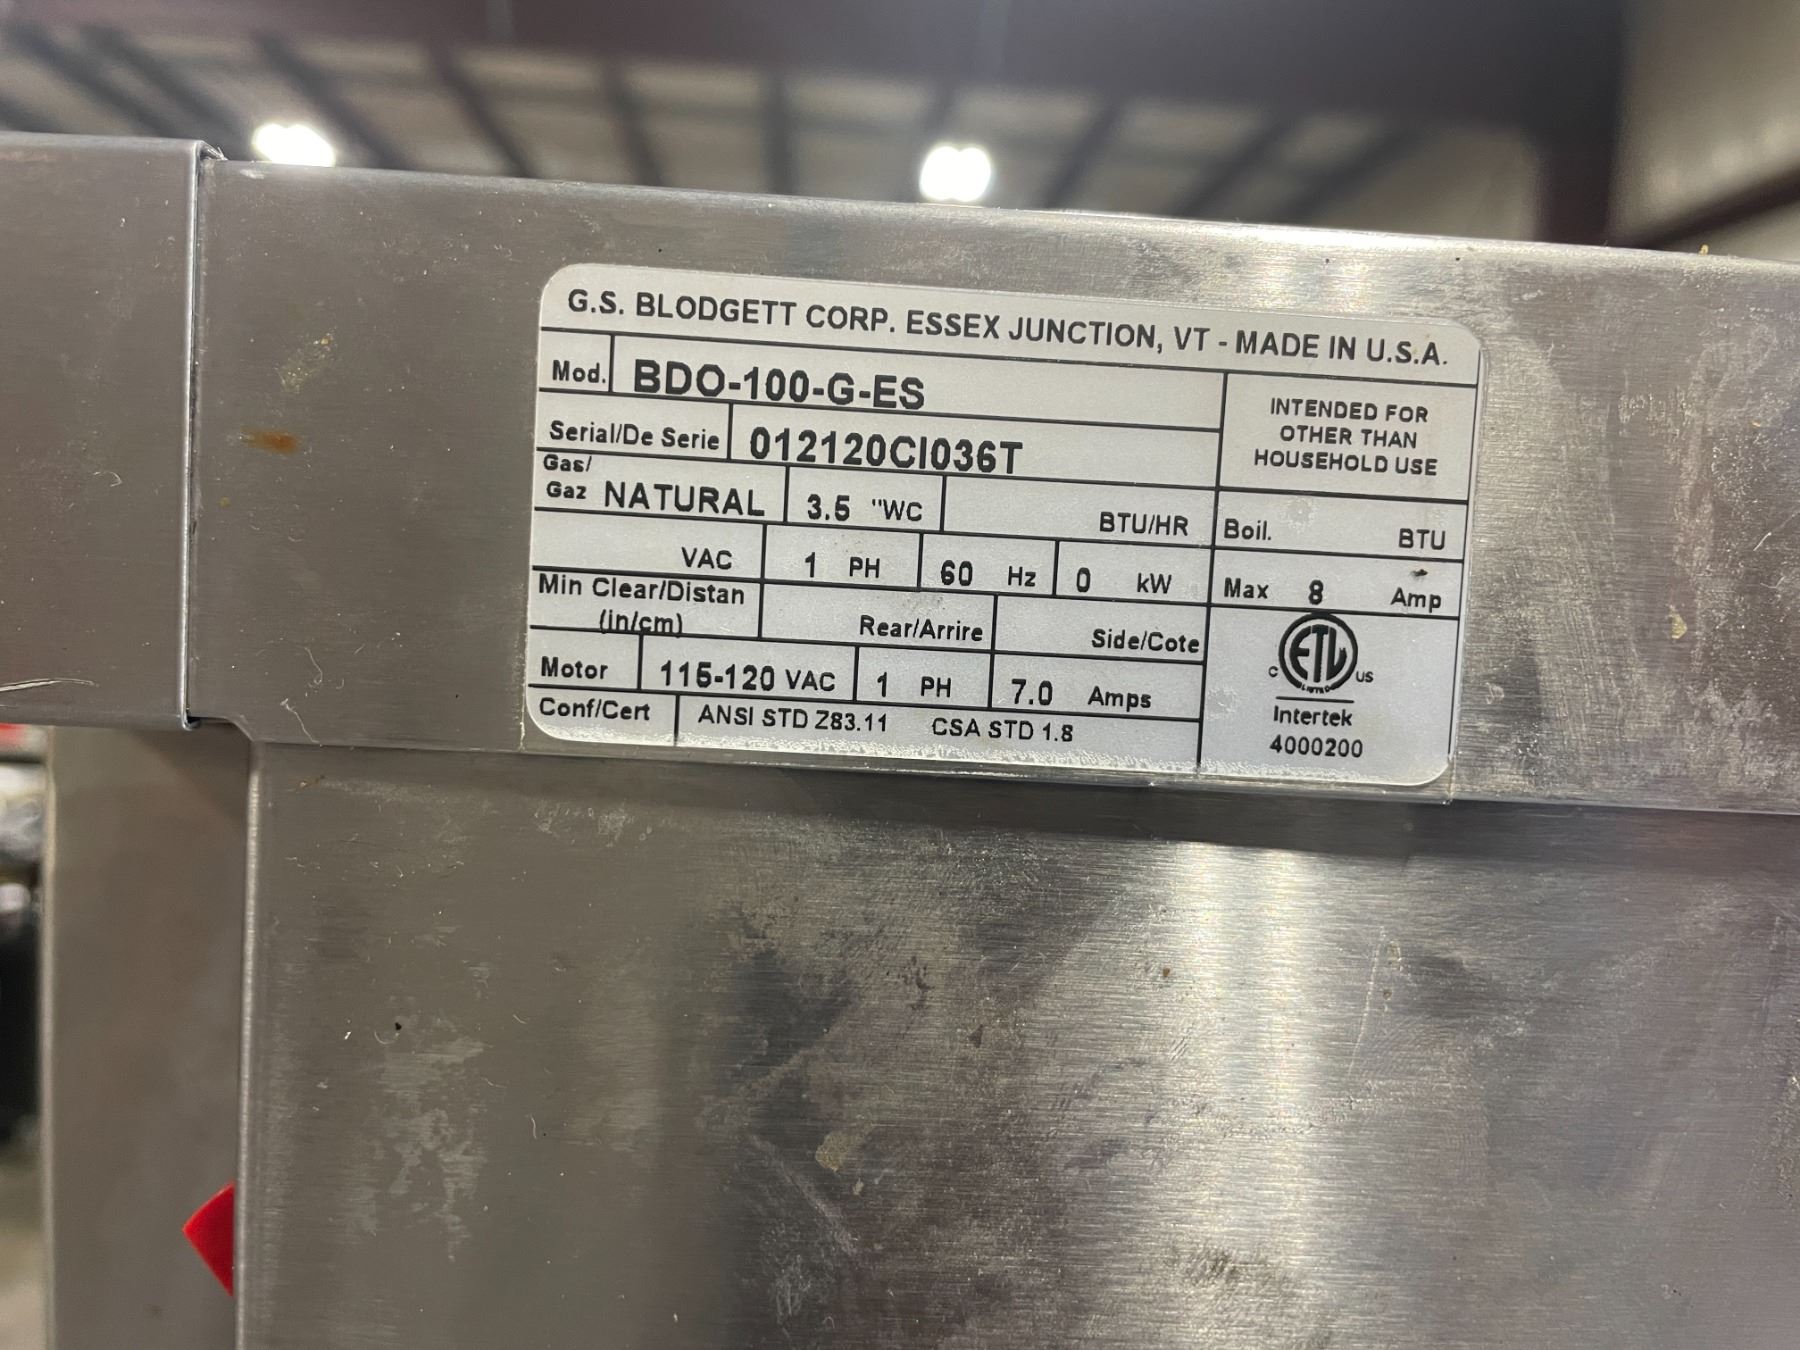 G.S. BLODGETT CORP. ESSEX JUNCTION, VT - MADE IN U.S.A.
Mod. BDO-100-G-ES
INTENDED FOR
OTHER THAN
HOUSEHOLD USE
Serial/De Serie 012120CI036T
Gas/
Gaz NATURAL 3.5 "WC BTU/HR Boil. BTU
VAC 1 PH 60 Hz 0 kW Max 8 Amp
Min Clear/Distan
(in/cm) Rear/Arrire Side/Cote
Motor 115-120 VAC 1 PH 7.0 Amps
Conf/Cert ANSI STD Z83.11 CSA STD 1.8
C ETL US
LISTED
Intertek
4000200